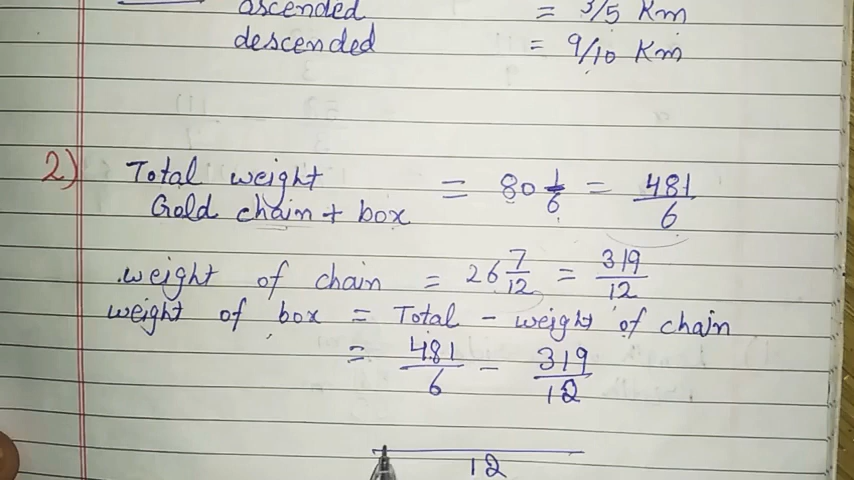 ascended = 3/5 Km
descended = 9/10 Km
2) Total weight = 80 1/6 = 481/6
Gold chain + box
weight of chain = 26 7/12 = 319/12
weight of box = Total - weight of chain
= 481/6 - 319/12
12